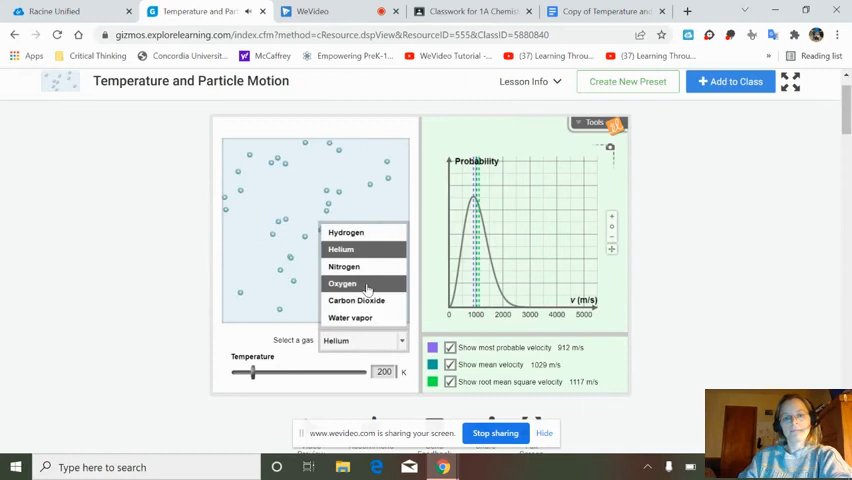 Racine Unified
Temperature and Part
WeVideo
Classwork for 1A Chemist
Copy of Temperature and
gizmos.explorelearning.com/index.cfm?method=cResource.dspView&ResourceID=555&ClassID=5880840
Apps
Critical Thinking
Concordia Universi...
McCaffrey
Empowering PreK-1...
WeVideo Tutorial -...
(37) Learning Throu...
(37) Learning Throu...
Reading list
Temperature and Particle Motion
Lesson Info
Create New Preset
+ Add to Class
Tools
Probability
Hydrogen
Helium
Nitrogen
Oxygen
Carbon Dioxide
Water vapor
v (m/s)
0 1000 2000 3000 4000 5000
Select a gas
Helium
Temperature
200 K
Show most probable velocity 912 m/s
Show mean velocity 1029 m/s
Show root mean square velocity 1117 m/s
www.wevideo.com is sharing your screen.
Stop sharing
Hide
Type here to search